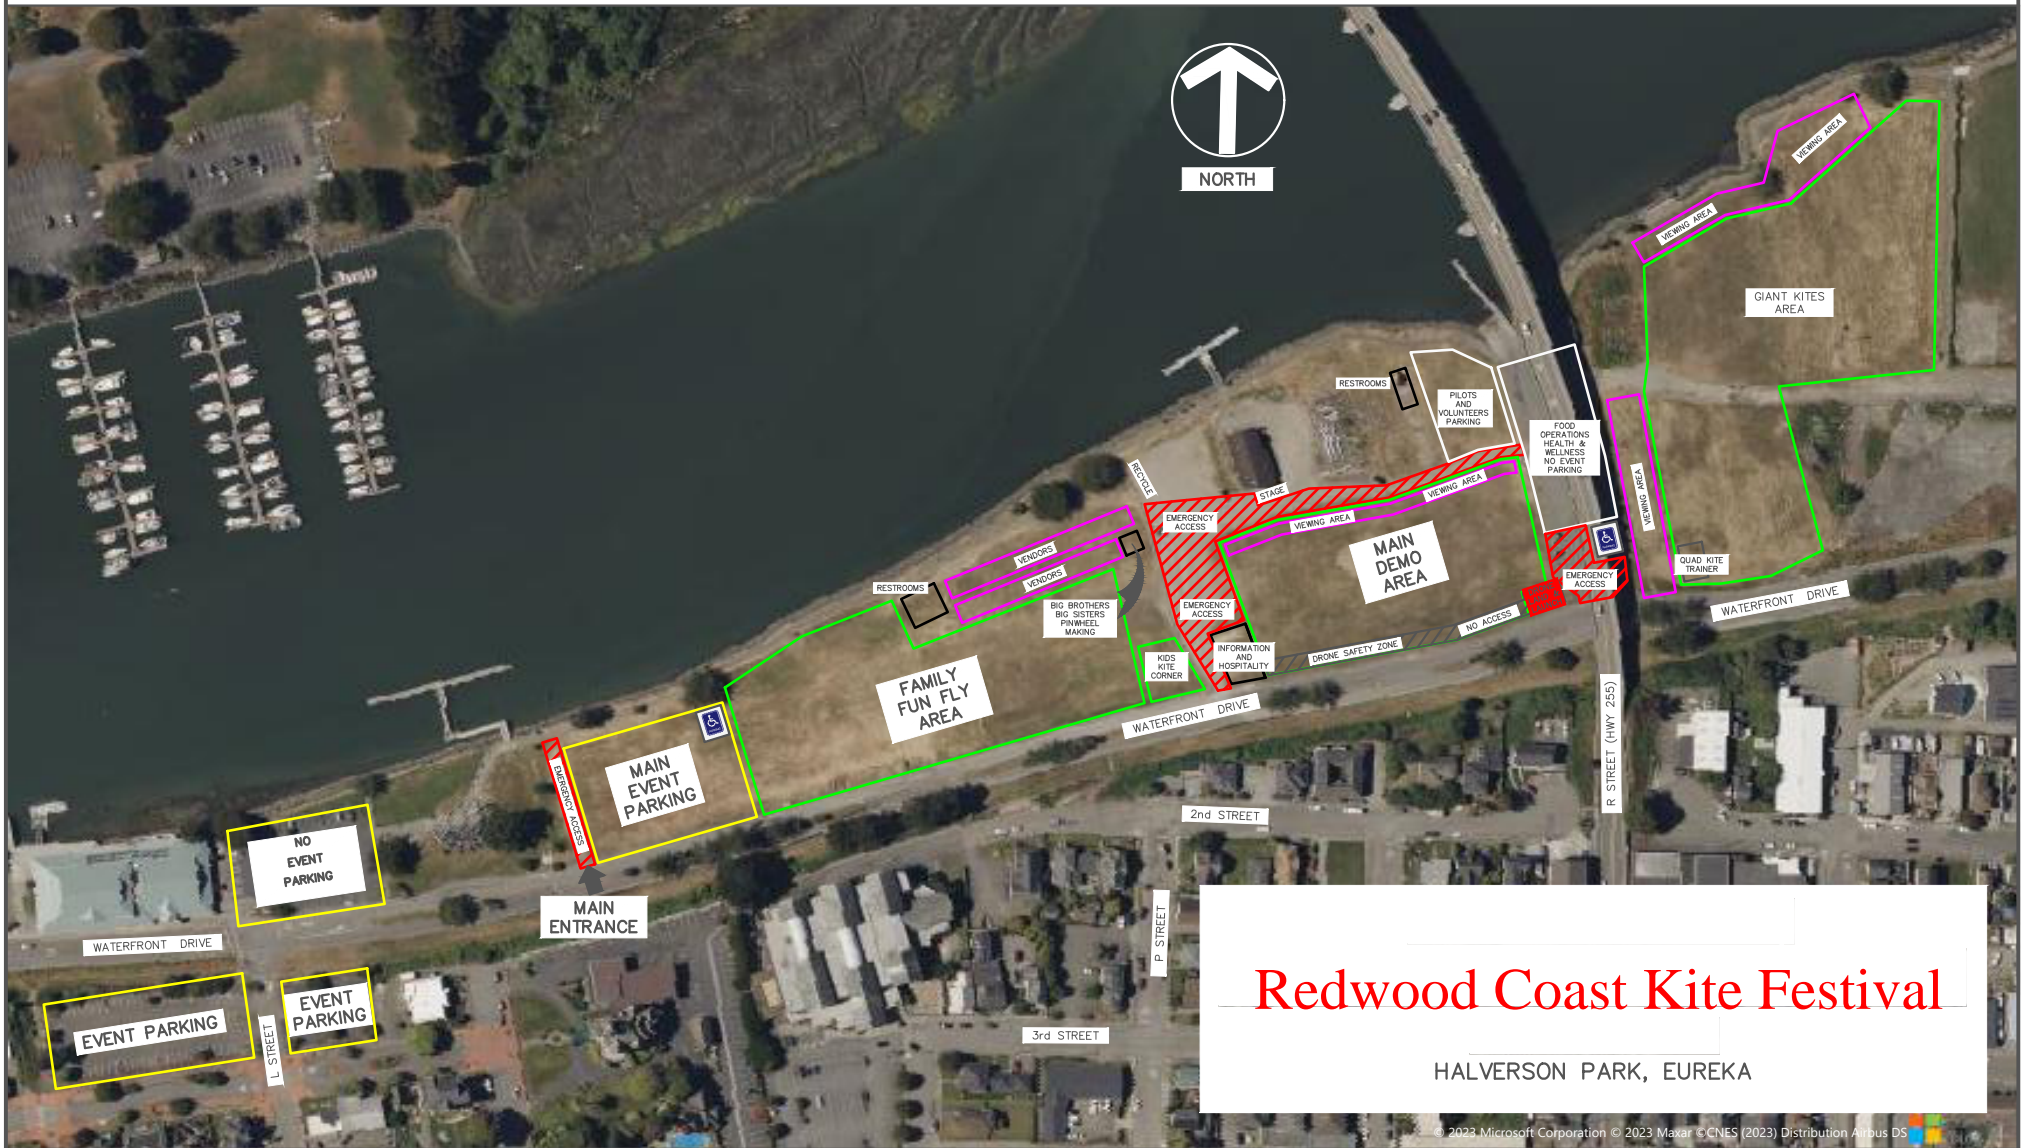 NORTH
VIEWING AREA
VIEWING AREA
GIANT KITES
AREA
RESTROOMS
PILOTS
AND
VOLUNTEERS
PARKING
FOOD
OPERATIONS
HEALTH &
WELLNESS
NO EVENT
PARKING
VIEWING AREA
RECYCLE
STAGE
VIEWING AREA
EMERGENCY
ACCESS
VIEWING AREA
MAIN
DEMO
AREA
VENDORS
VENDORS
RESTROOMS
BIG BROTHERS
BIG SISTERS
PINWHEEL
MAKING
EMERGENCY
ACCESS
EMERGENCY
ACCESS
QUAD KITE
TRAINER
WATERFRONT DRIVE
NO ACCESS
DRONE SAFETY ZONE
INFORMATION
AND
HOSPITALITY
KIDS
KITE
CORNER
FAMILY
FUN FLY
AREA
WATERFRONT DRIVE
R STREET (HWY 255)
MAIN
EVENT
PARKING
EMERGENCY ACCESS
2nd STREET
NO
EVENT
PARKING
MAIN
ENTRANCE
WATERFRONT DRIVE
P STREET
EVENT PARKING
EVENT
PARKING
L STREET
3rd STREET
Redwood Coast Kite Festival
HALVERSON PARK, EUREKA
© 2023 Microsoft Corporation © 2023 Maxar ©CNES (2023) Distribution Airbus DS